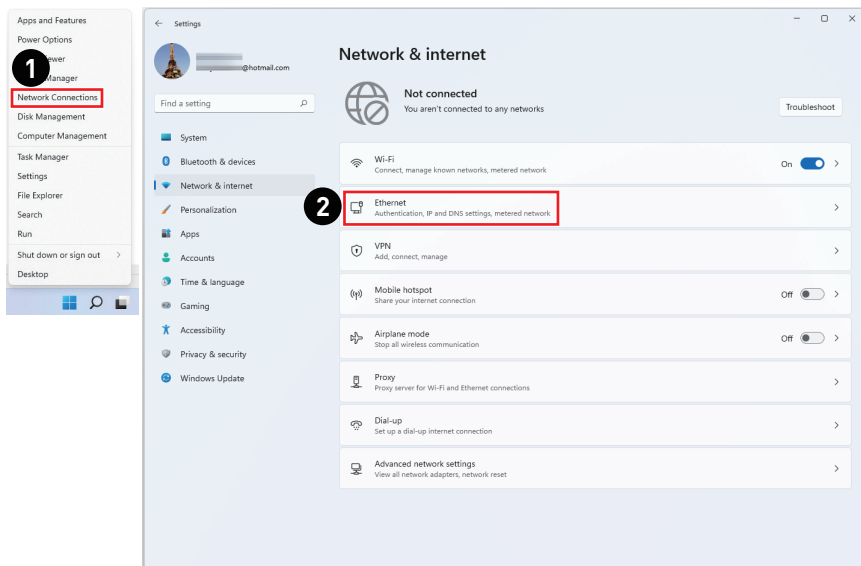 Apps and Features
Power Options
ewer
1
Manager
Network Connections
Disk Management
Computer Management
Task Manager
Settings
File Explorer
Search
Run
Shut down or sign out
Desktop
Settings
@hotmail.com
Find a setting
System
Bluetooth & devices
Network & internet
Personalization
Apps
Accounts
Time & language
Gaming
Accessibility
Privacy & security
Windows Update
Network & internet
Not connected
You aren't connected to any networks
Troubleshoot
Wi-Fi
Connect, manage known networks, metered network
On
2
Ethernet
Authentication, IP and DNS settings, metered network
VPN
Add, connect, manage
Mobile hotspot
Share your internet connection
Off
Airplane mode
Stop all wireless communication
Off
Proxy
Proxy server for Wi-Fi and Ethernet connections
Dial-up
Set up a dial-up internet connection
Advanced network settings
View all network adapters, network reset